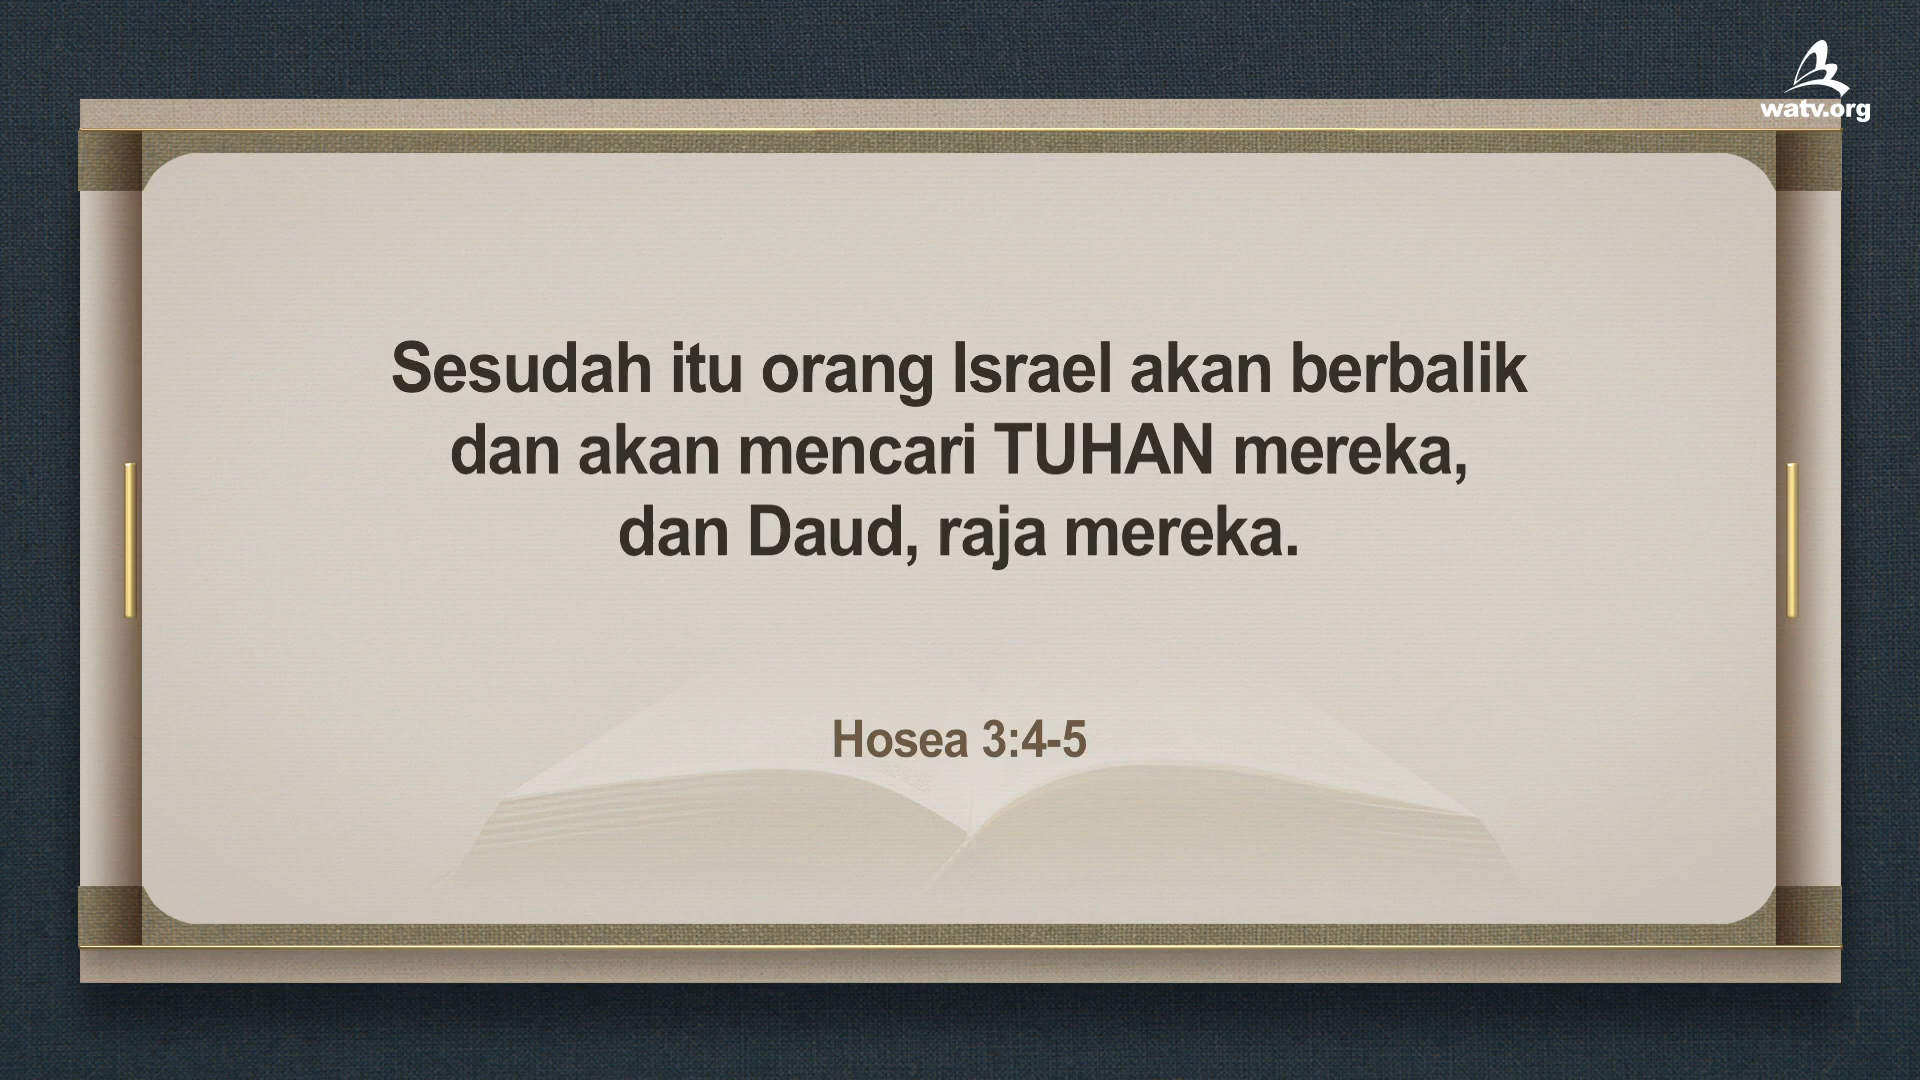 watv.org
Sesudah itu orang Israel akan berbalik
dan akan mencari TUHAN mereka,
dan Daud, raja mereka.
Hosea 3:4-5